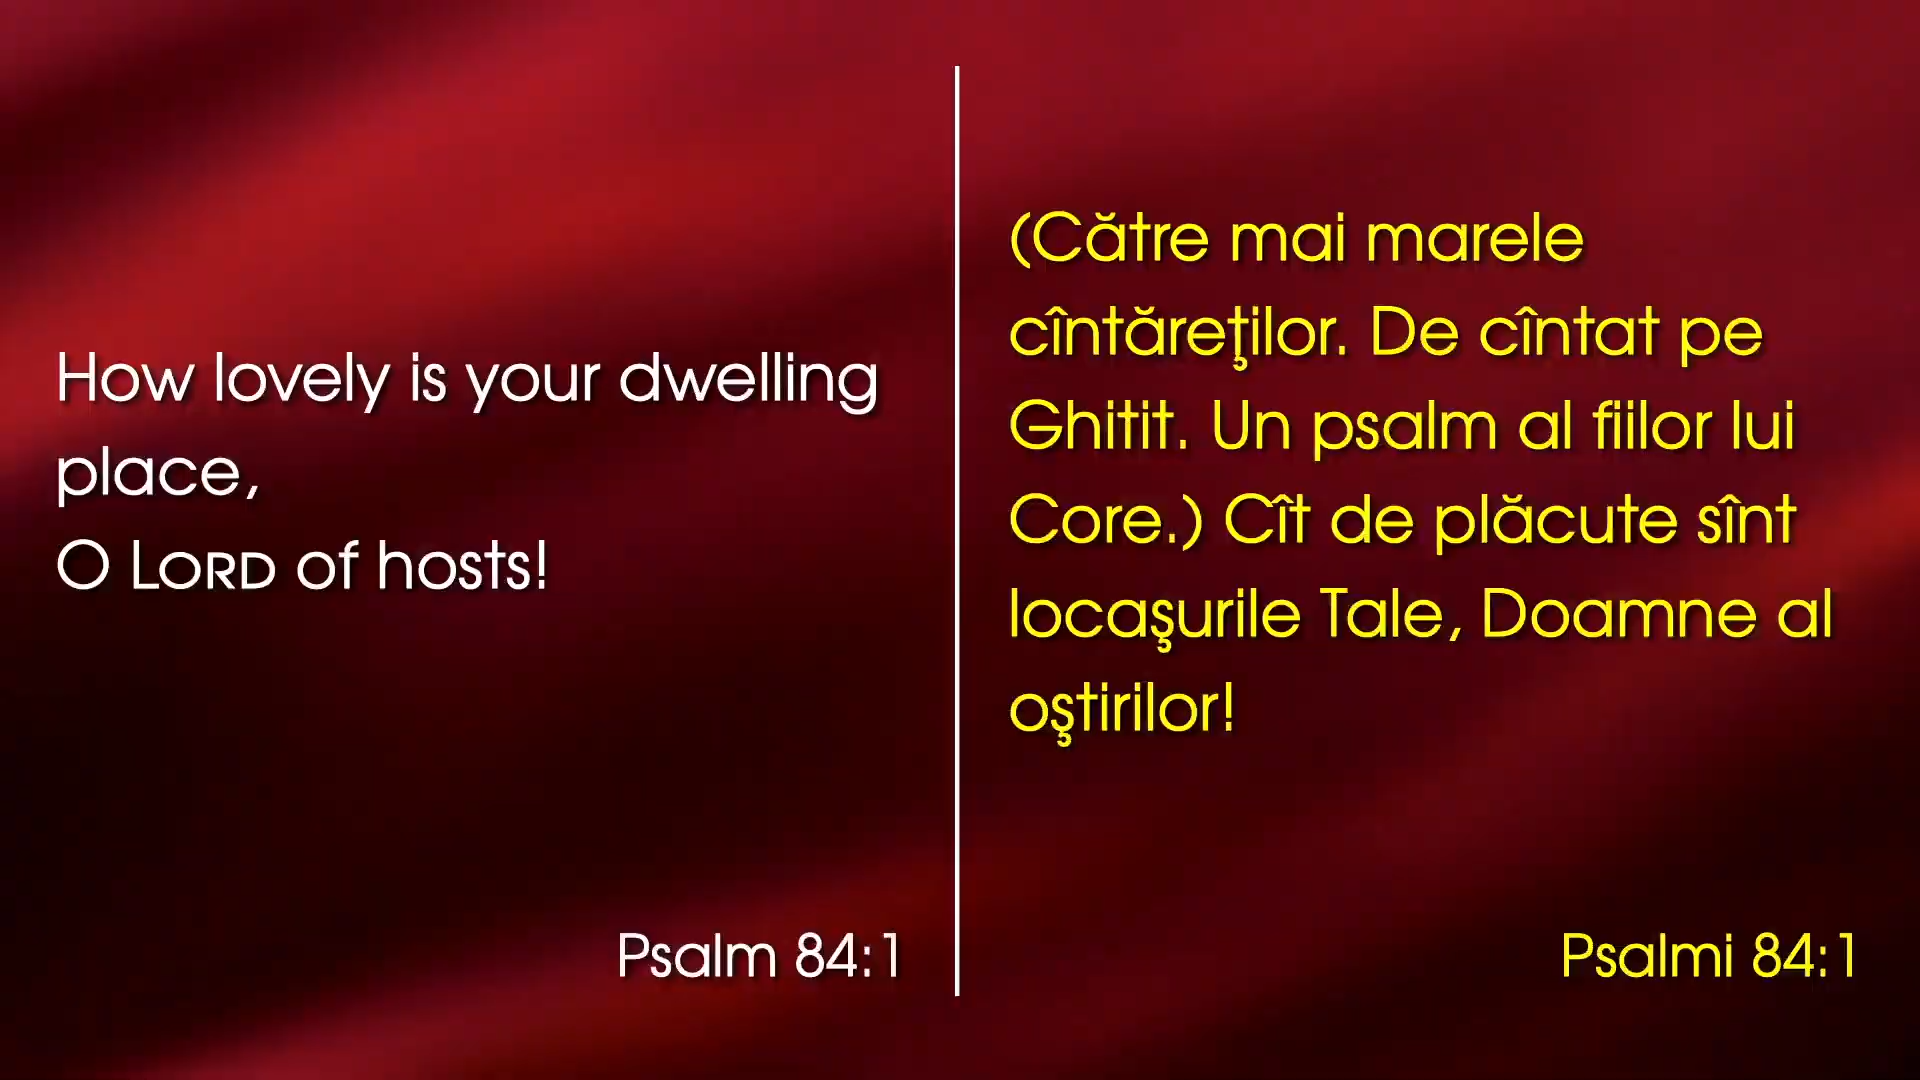 How lovely is your dwelling
place,
O LORD of hosts!
Psalm 84:1
(Către mai marele
cîntăreţilor. De cîntat pe
Ghitit. Un psalm al fiilor lui
Core.) Cît de plăcute sînt
locaşurile Tale, Doamne al
oştirilor!
Psalmi 84:1